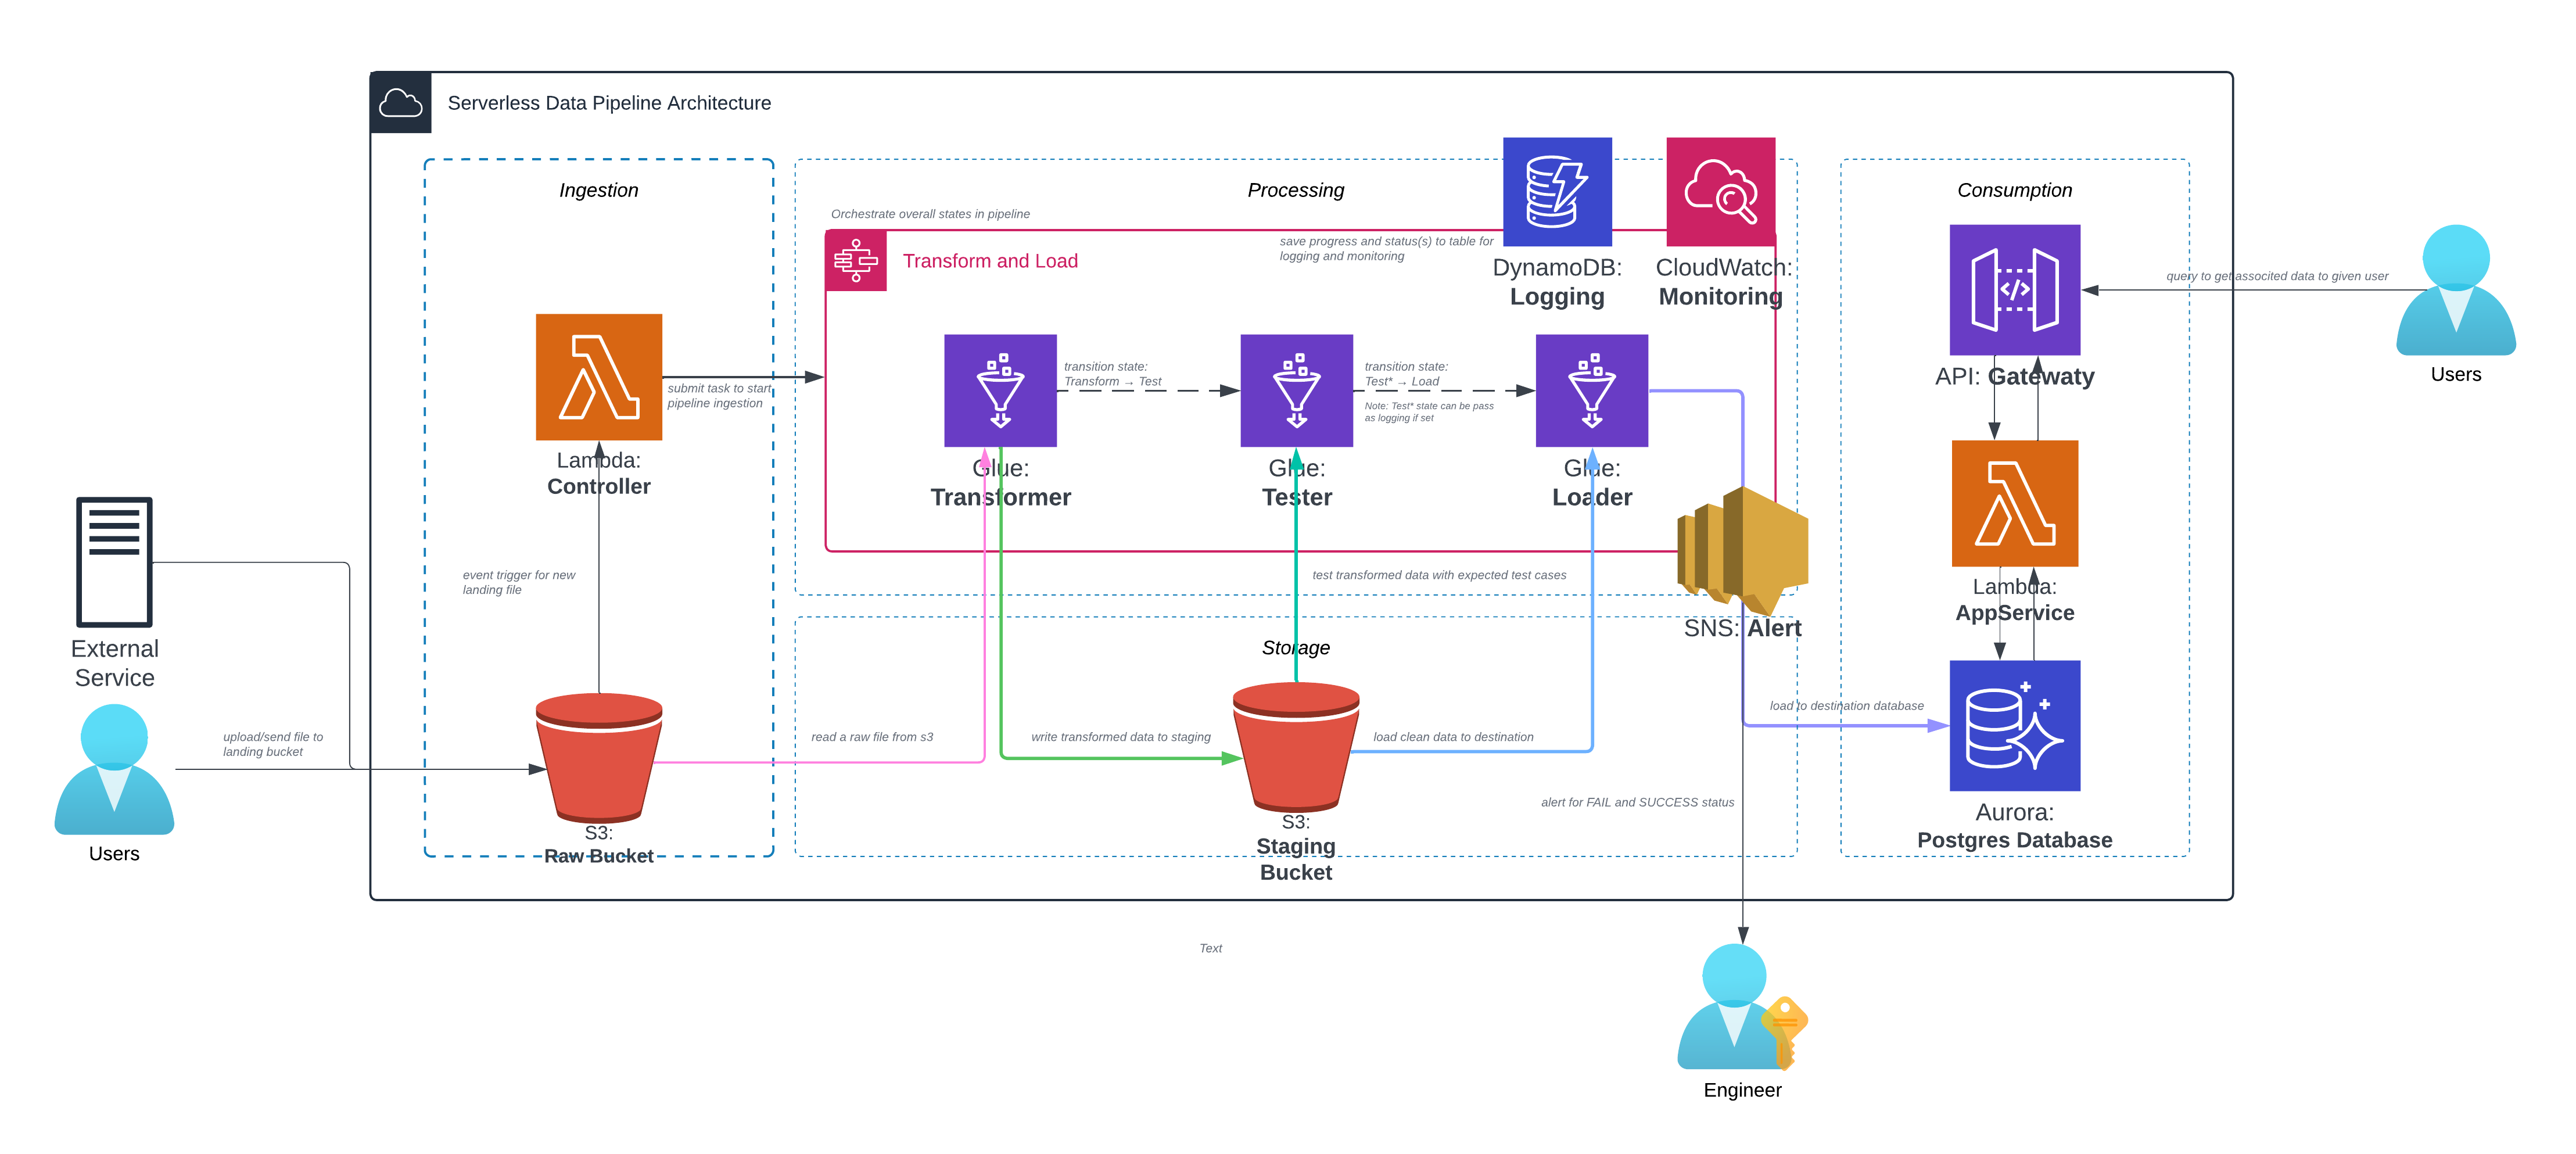 Serverless Data Pipeline Architecture
Ingestion
Processing
Consumption
Orchestrate overall states in pipeline
Transform and Load
save progress and status(s) to table for
logging and monitoring
DynamoDB:
Logging
CloudWatch:
Monitoring
query to get associted data to given user
Users
API: Gatewaty
submit task to start
pipeline ingestion
transition state:
Transform → Test
transition state:
Test* → Load
Note: Test* state can be pass
as logging if set
Lambda:
Controller
Glue:
Transformer
Glue:
Tester
Glue:
Loader
event trigger for new
landing file
test transformed data with expected test cases
Lambda:
AppService
External
Service
SNS: Alert
Storage
upload/send file to
landing bucket
read a raw file from s3
write transformed data to staging
load clean data to destination
load to destination database
alert for FAIL and SUCCESS status
Users
S3:
Raw Bucket
S3:
Staging
Bucket
Aurora:
Postgres Database
Text
Engineer